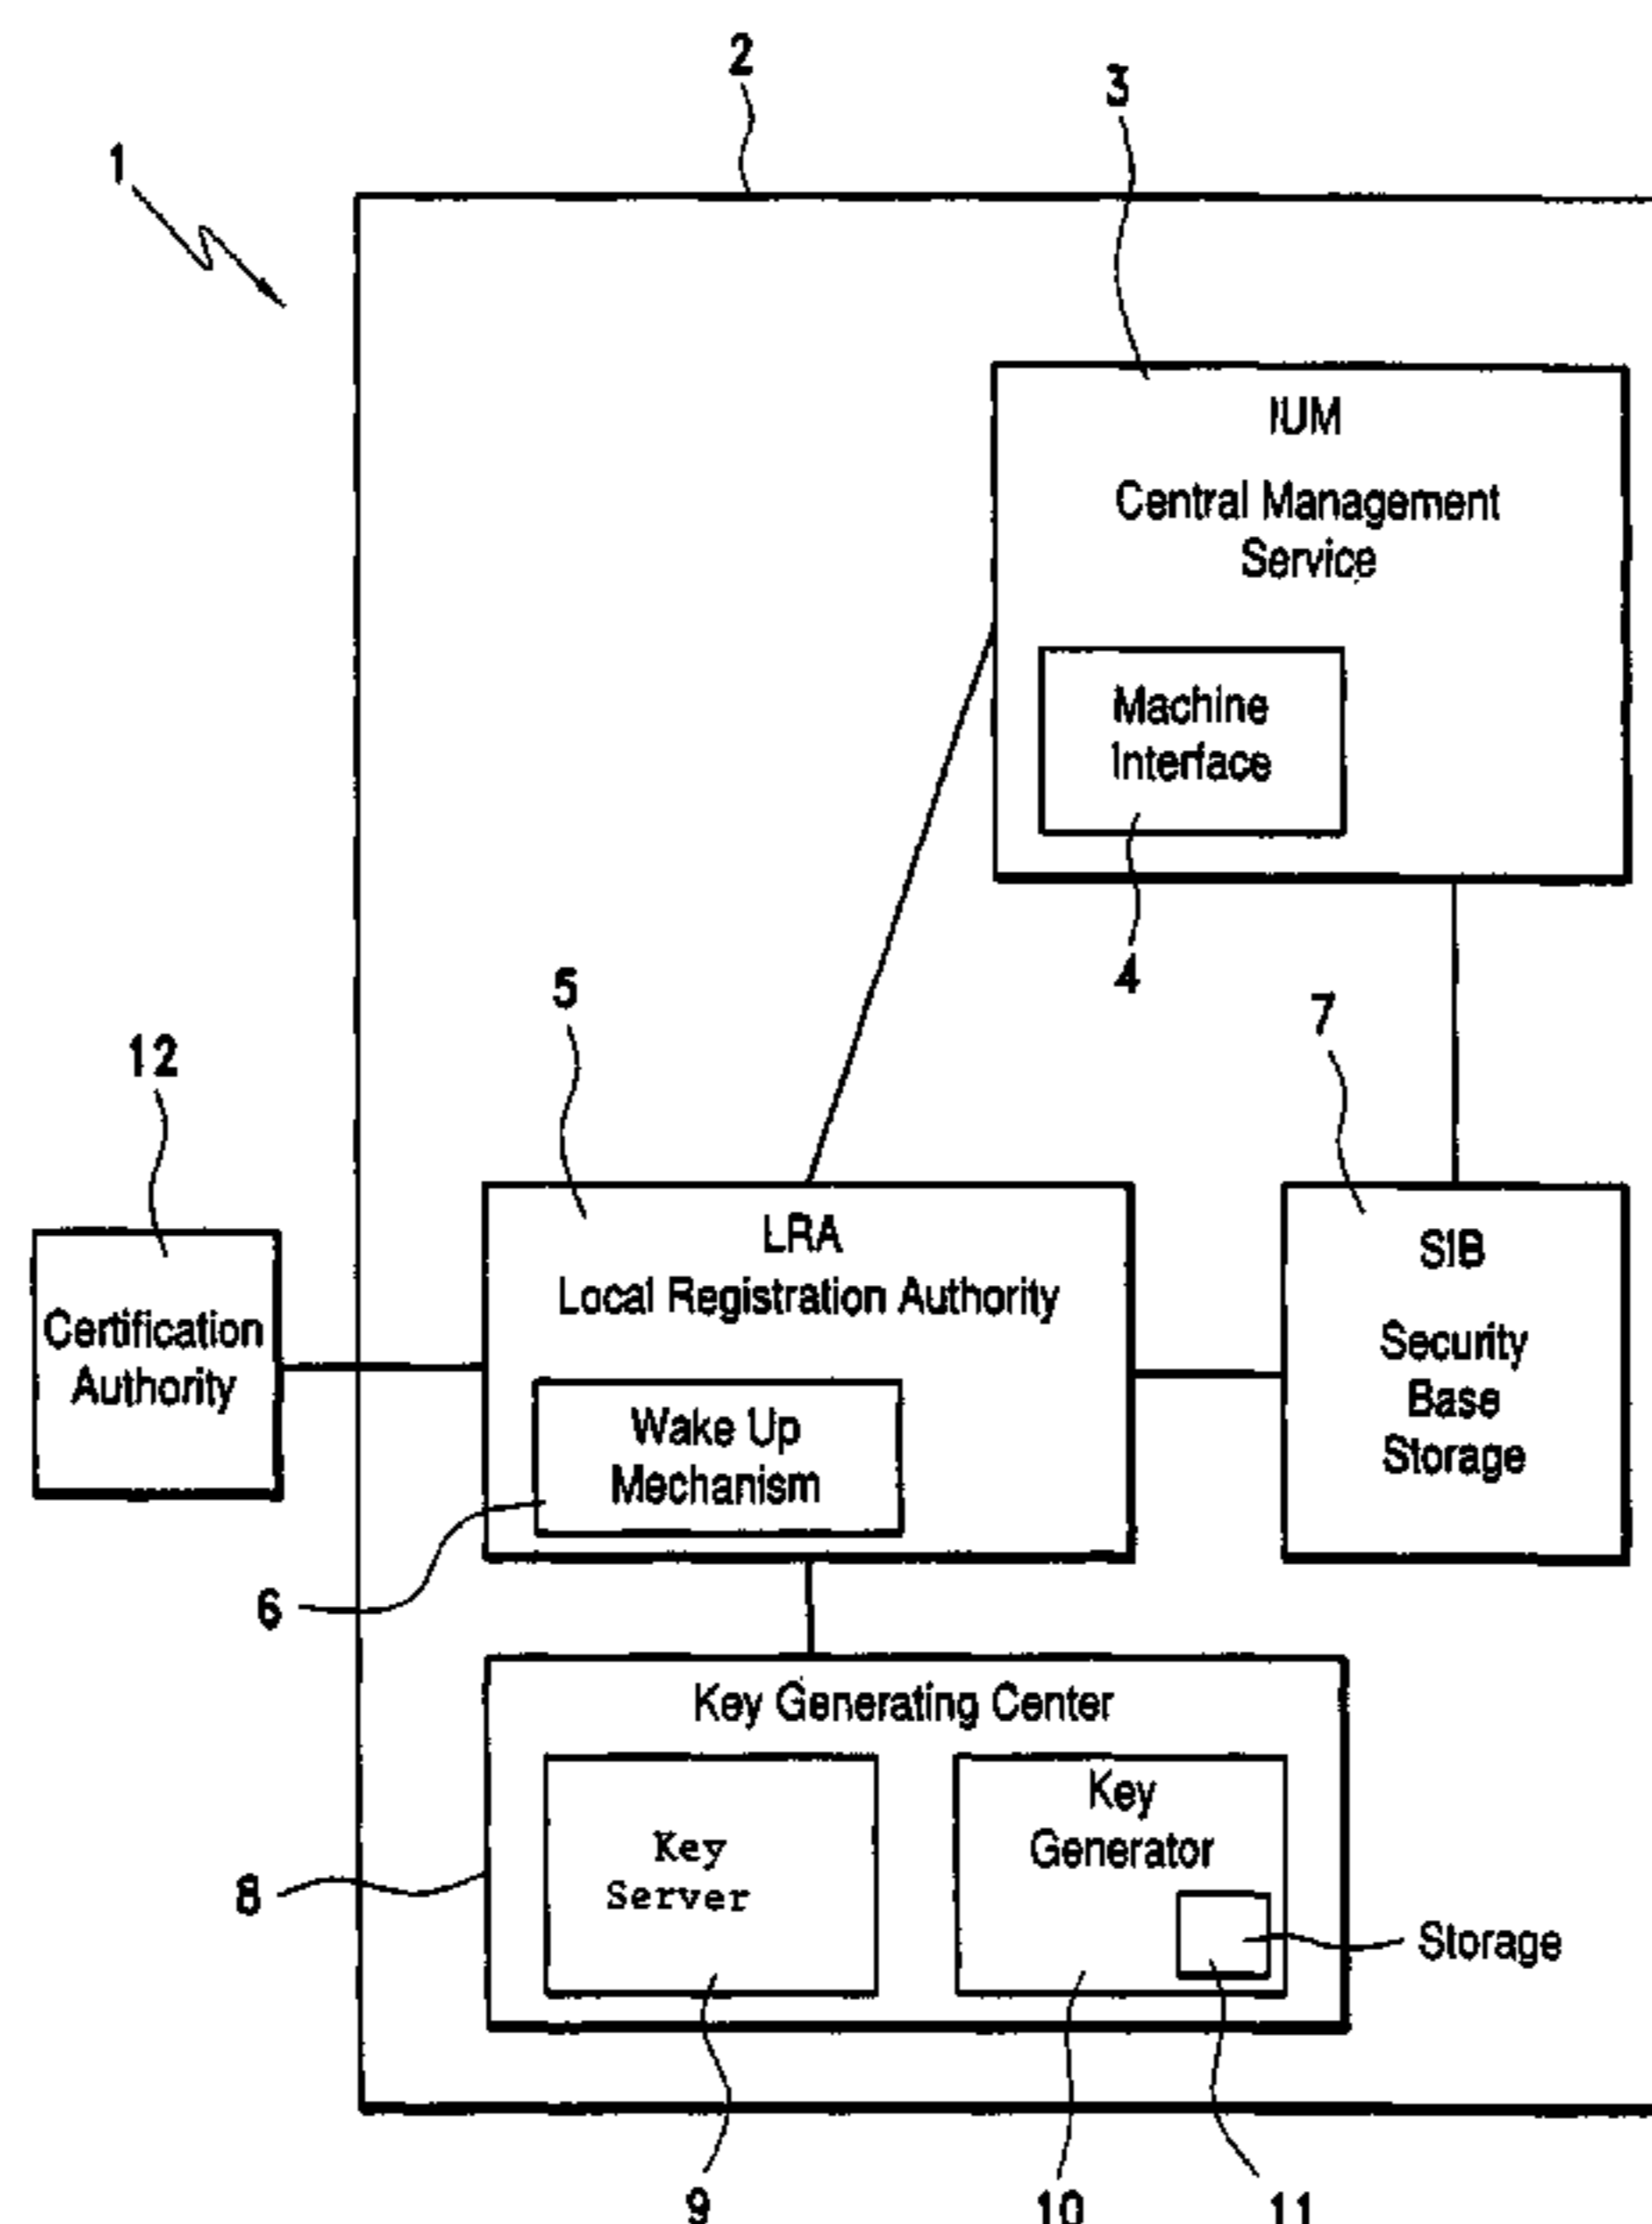 2
3
1
IUM
Central Management
Service
Machine
Interface
4
5
7
12
LRA
Local Registration Authority
SIB
Security
Base
Storage
Certification
Authority
Wake Up
Mechanism
6
Key Generating Center
Key
Server
Key
Generator
8
Storage
9
10
11